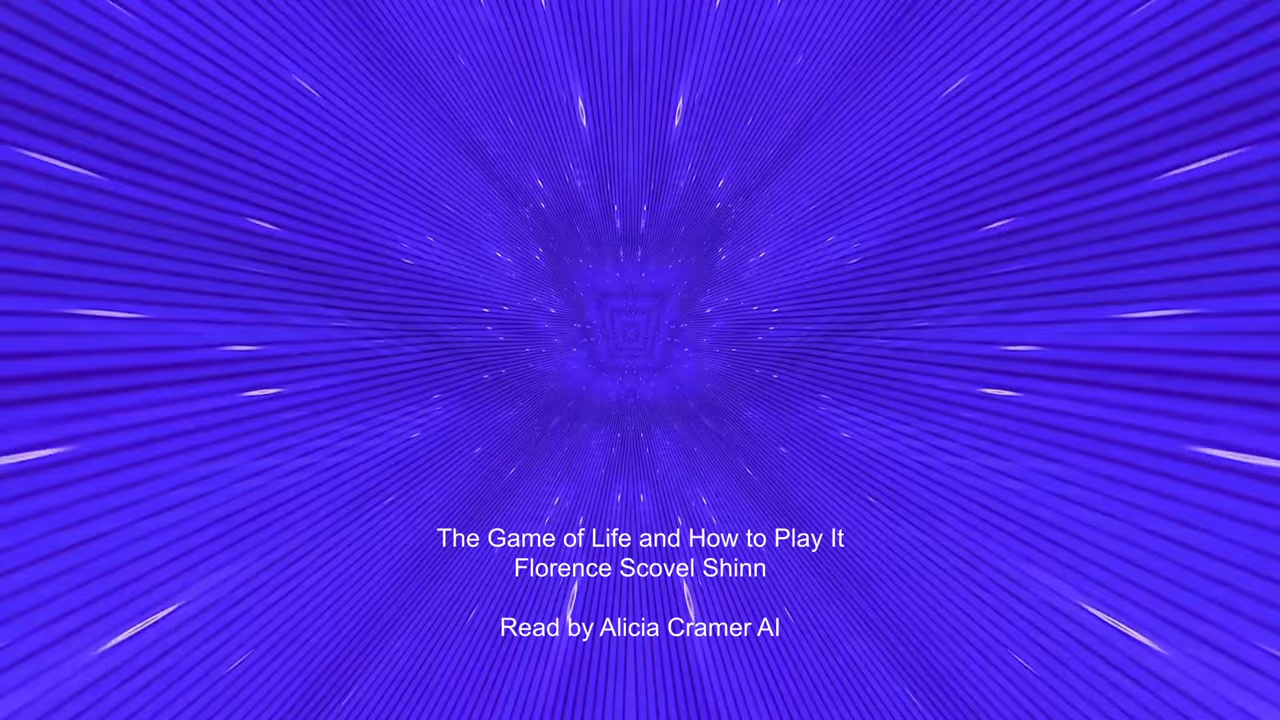 The Game of Life and How to Play It
Florence Scovel Shinn
Read by Alicia Cramer AI